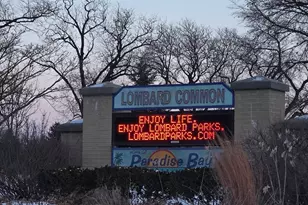 LOMBARD COMMON
ENJOY LIFE.
ENJOY LOMBARD PARKS.
LOMBARDPARKS.COM
Paradise Bay